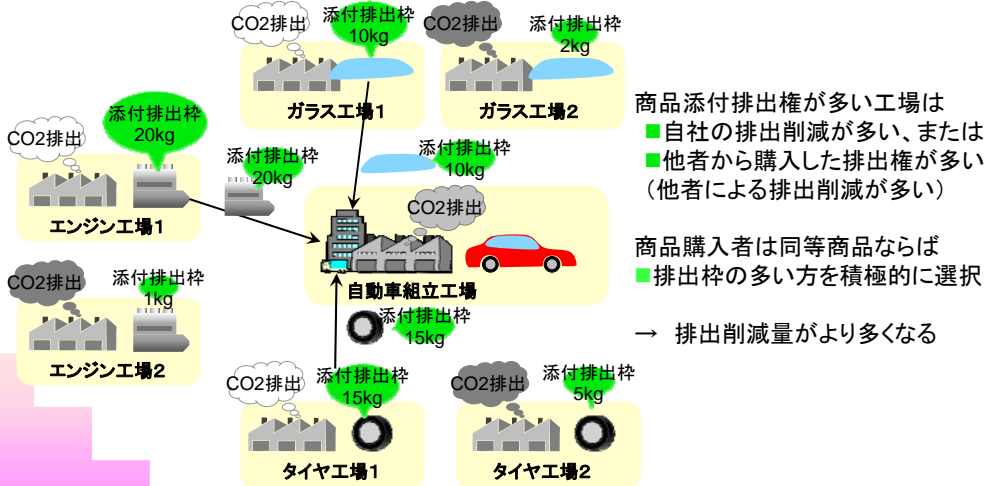 CO2排出
添付排出枠
10kg
ガラス工場1
CO2排出
添付排出枠
2kg
ガラス工場2
CO2排出
添付排出枠
20kg
エンジン工場1
添付排出枠
20kg
添付排出枠
10kg
CO2排出
自動車組立工場
CO2排出
添付排出枠
1kg
エンジン工場2
添付排出枠
15kg
CO2排出
添付排出枠
15kg
タイヤ工場1
CO2排出
添付排出枠
5kg
タイヤ工場2
商品添付排出権が多い工場は
■自社の排出削減が多い、または
■他者から購入した排出権が多い
(他者による排出削減が多い)
商品購入者は同等商品ならば
■排出枠の多い方を積極的に選択
→ 排出削減量がより多くなる